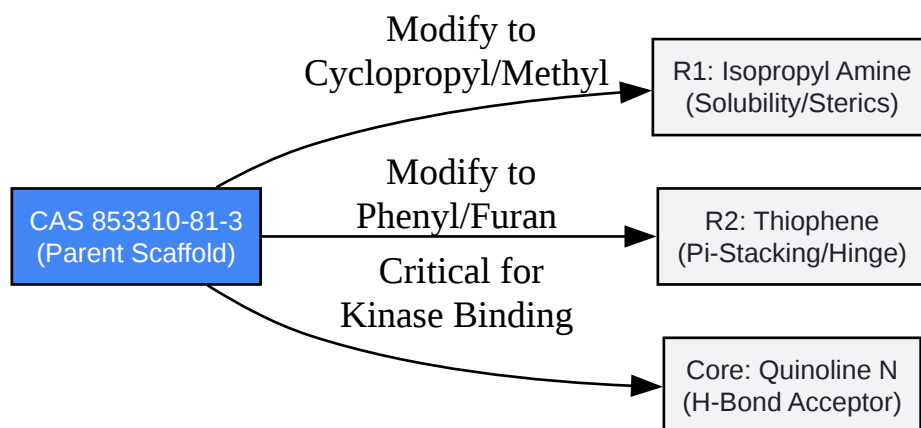 Modify to
Cyclopropyl/Methyl
R1: Isopropyl Amine
(Solubility/Sterics)
CAS 853310-81-3
(Parent Scaffold)
Modify to
Phenyl/Furan
R2: Thiophene
(Pi-Stacking/Hinge)
Critical for
Kinase Binding
Core: Quinoline N
(H-Bond Acceptor)